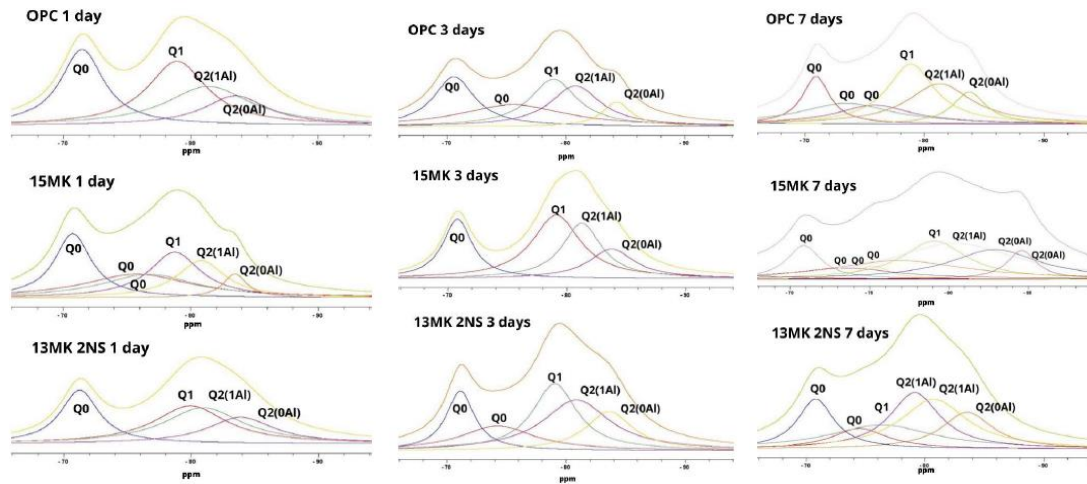 OPC 1 day
Q0
Q1
Q2(1Al)
Q2(0Al)
-70
-80
-90
ppm
OPC 3 days
Q0
Q0
Q1
Q2(1Al)
Q2(0Al)
-70
-80
-90
ppm
OPC 7 days
Q0
Q0
Q0
Q1
Q2(1Al)
Q2(0Al)
-70
-80
-90
ppm
15MK 1 day
Q0
Q0
Q0
Q1
Q2(1Al)
Q2(0Al)
-70
-80
-90
ppm
15MK 3 days
Q0
Q1
Q2(1Al)
Q2(0Al)
-70
-80
-90
ppm
15MK 7 days
Q0
Q0
Q0
Q0
Q1
Q2(1Al)
Q2(0Al)
Q2(0Al)
-70
-75
-80
ppm
13MK 2NS 1 day
Q0
Q1
Q2(1Al)
Q2(0Al)
-70
-80
-90
ppm
13MK 2NS 3 days
Q0
Q0
Q1
Q2(1Al)
Q2(0Al)
-70
-80
-90
ppm
13MK 2NS 7 days
Q0
Q0
Q1
Q2(1Al)
Q2(1Al)
Q2(0Al)
-70
-80
-90
ppm